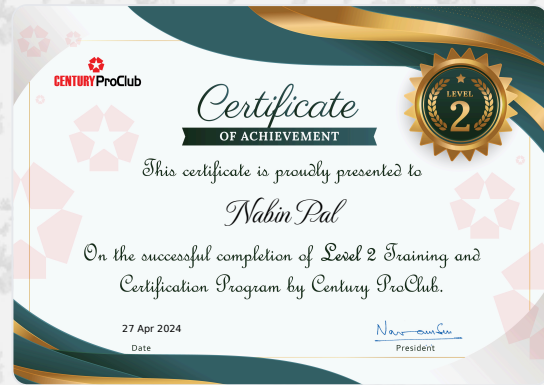 CENTURY ProClub
LEVEL
2
Certificate
OF ACHIEVEMENT
This certificate is proudly presented to
Nabin Pal
On the successful completion of Level 2 Training and
Certification Program by Century ProClub.
27 Apr 2024
Date
President